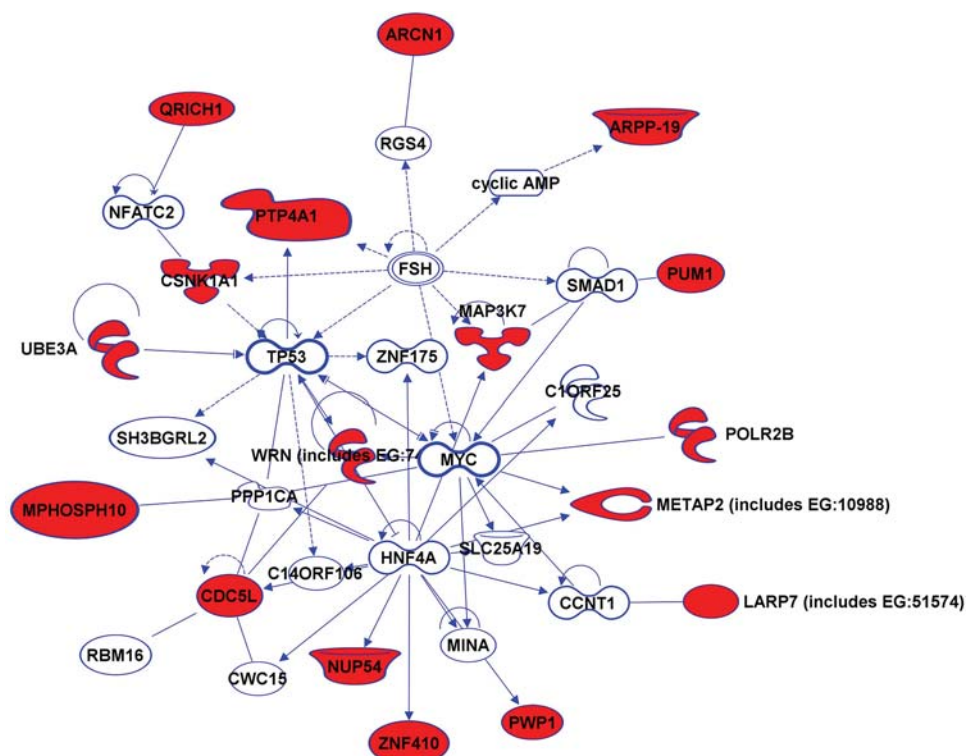 ARCN1
QRICH1
ARPP-19
RGS4
cyclic AMP
NFATC2
PTP4A1
FSH
CSNK1A1
SMAD1
PUM1
MAP3K7
UBE3A
TP53
ZNF175
C1ORF25
SH3BGRL2
WRN (includes EG:74
MYC
POLR2B
PPP1CA
MPHOSPH10
METAP2 (includes EG:10988)
HNF4A
SLC25A19
C14ORF106
CDC5L
CCNT1
LARP7 (includes EG:51574)
RBM16
MINA
CWC15
NUP54
PWP1
ZNF410